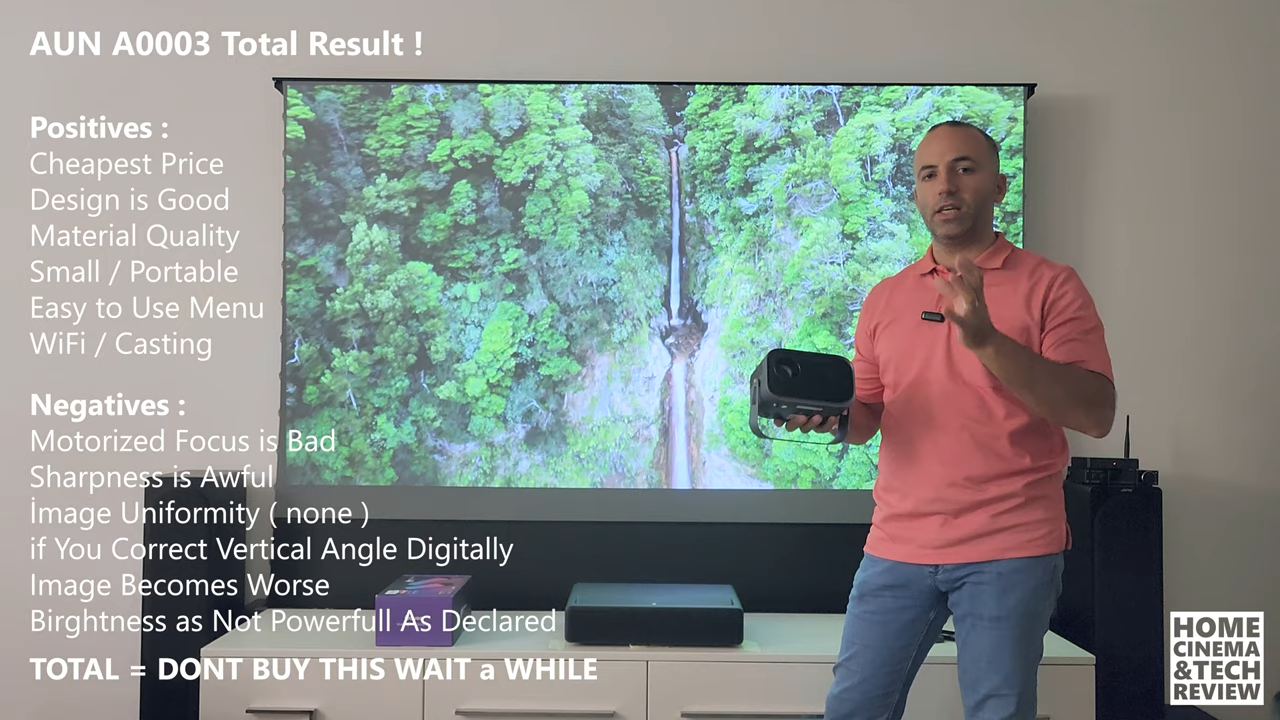 AUN A0003 Total Result !
Positives :
Cheapest Price
Design is Good
Material Quality
Small / Portable
Easy to Use Menu
WiFi / Casting
Negatives :
Motorized Focus is Bad
Sharpness is Awful
İmage Uniformity ( none )
if You Correct Vertical Angle Digitally
Image Becomes Worse
Birghtness as Not Powerfull As Declared
TOTAL = DONT BUY THIS WAIT a WHILE
HOME
CINEMA
&TECH
REVIEW